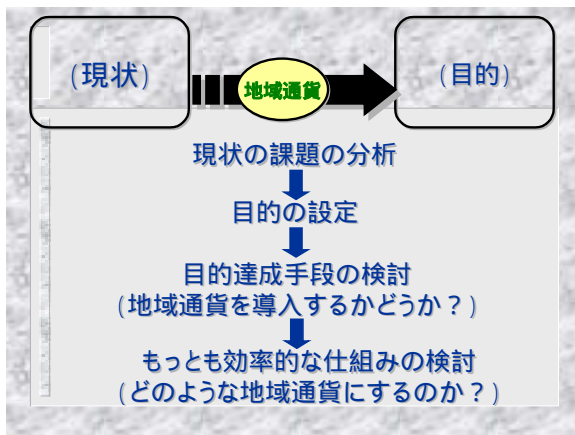 (現状)
地域通貨
(目的)
現状の課題の分析
目的の設定
目的達成手段の検討
(地域通貨を導入するかどうか？)
もっとも効率的な仕組みの検討
(どのような地域通貨にするのか？)